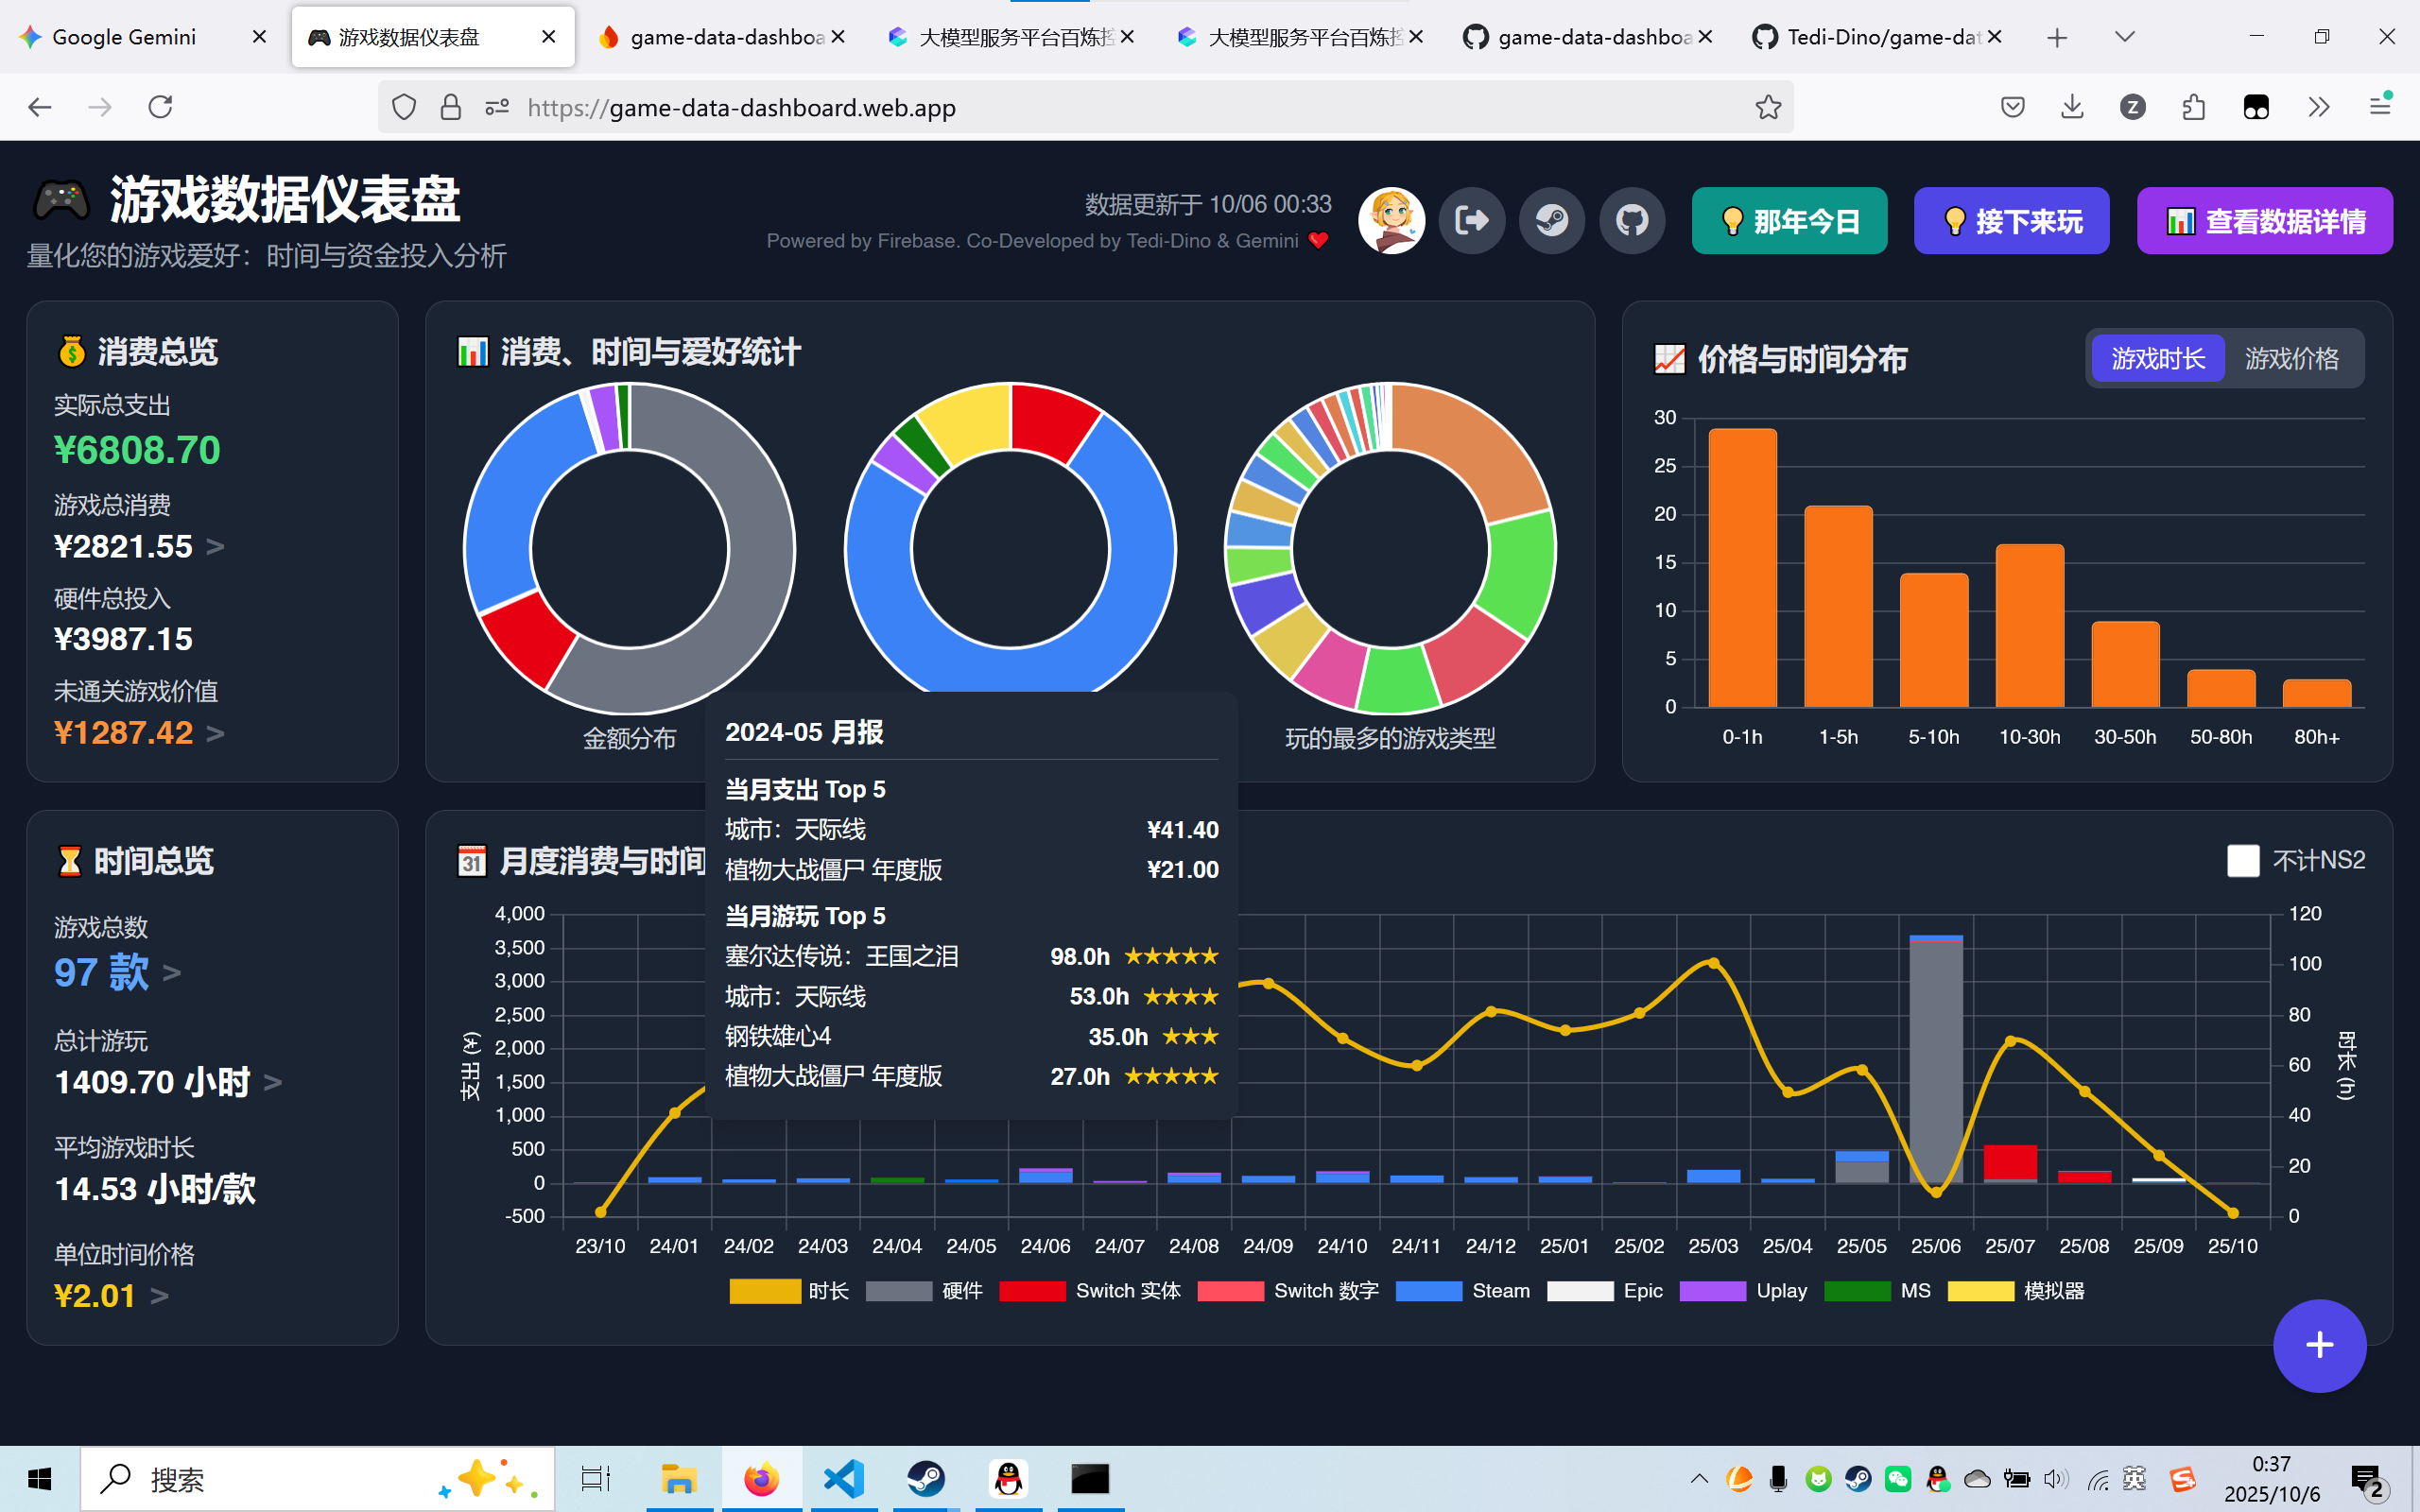 Google Gemini
游戏数据仪表盘
game-data-dashboa
大模型服务平台百炼控
大模型服务平台百炼控
game-data-dashboa
Tedi-Dino/game-dat
https://game-data-dashboard.web.app
Z
游戏数据仪表盘
量化您的游戏爱好：时间与资金投入分析
数据更新于 10/06 00:33
Powered by Firebase. Co-Developed by Tedi-Dino & Gemini
那年今日
接下来玩
查看数据详情
消费总览
实际总支出
¥6808.70
游戏总消费
¥2821.55 >
硬件总投入
¥3987.15
未通关游戏价值
¥1287.42 >
消费、时间与爱好统计
金额分布
玩的最多的游戏类型
价格与时间分布
游戏时长
游戏价格
30
25
20
15
10
5
0
0-1h 1-5h 5-10h 10-30h 30-50h 50-80h 80h+
2024-05 月报
当月支出 Top 5
城市：天际线 ¥41.40
植物大战僵尸 年度版 ¥21.00
当月游玩 Top 5
塞尔达传说：王国之泪 98.0h ★★★★★
城市：天际线 53.0h ★★★★
钢铁雄心4 35.0h ★★★
植物大战僵尸 年度版 27.0h ★★★★★
时间总览
游戏总数
97 款 >
总计游玩
1409.70 小时 >
平均游戏时长
14.53 小时/款
单位时间价格
¥2.01 >
31
月度消费与时间
不计NS2
支出 (¥)
4,000
3,500
3,000
2,500
2,000
1,500
1,000
500
0
-500
120
100
80
60
40
20
0
时长 (h)
23/10 24/01 24/02 24/03 24/04 24/05 24/06 24/07 24/08 24/09 24/10 24/11 24/12 25/01 25/02 25/03 25/04 25/05 25/06 25/07 25/08 25/09 25/10
时长 硬件 Switch 实体 Switch 数字 Steam Epic Uplay MS 模拟器
+
搜索
英
0:37
2025/10/6
2